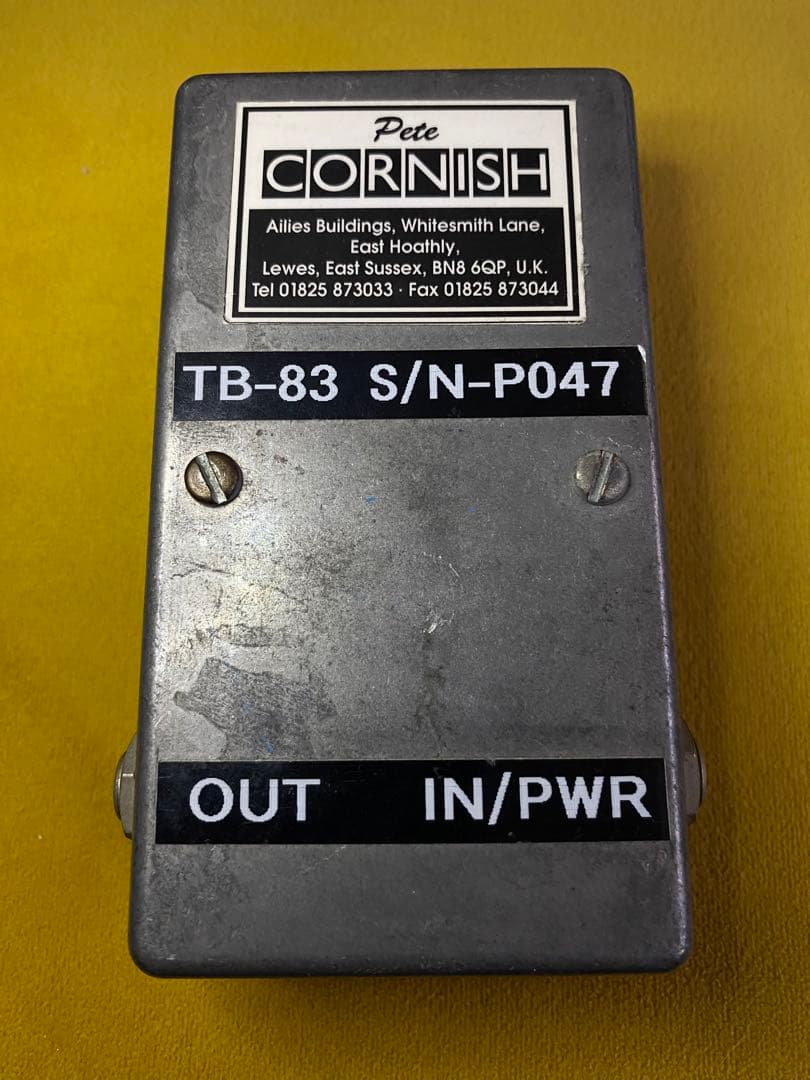 Pete
CORNISH
Ailies Buildings, Whitesmith Lane,
East Hoathly,
Lewes, East Sussex, BN8 6QP, U.K.
Tel 01825 873033 · Fax 01825 873044
TB-83 S/N-P047
OUT IN/PWR